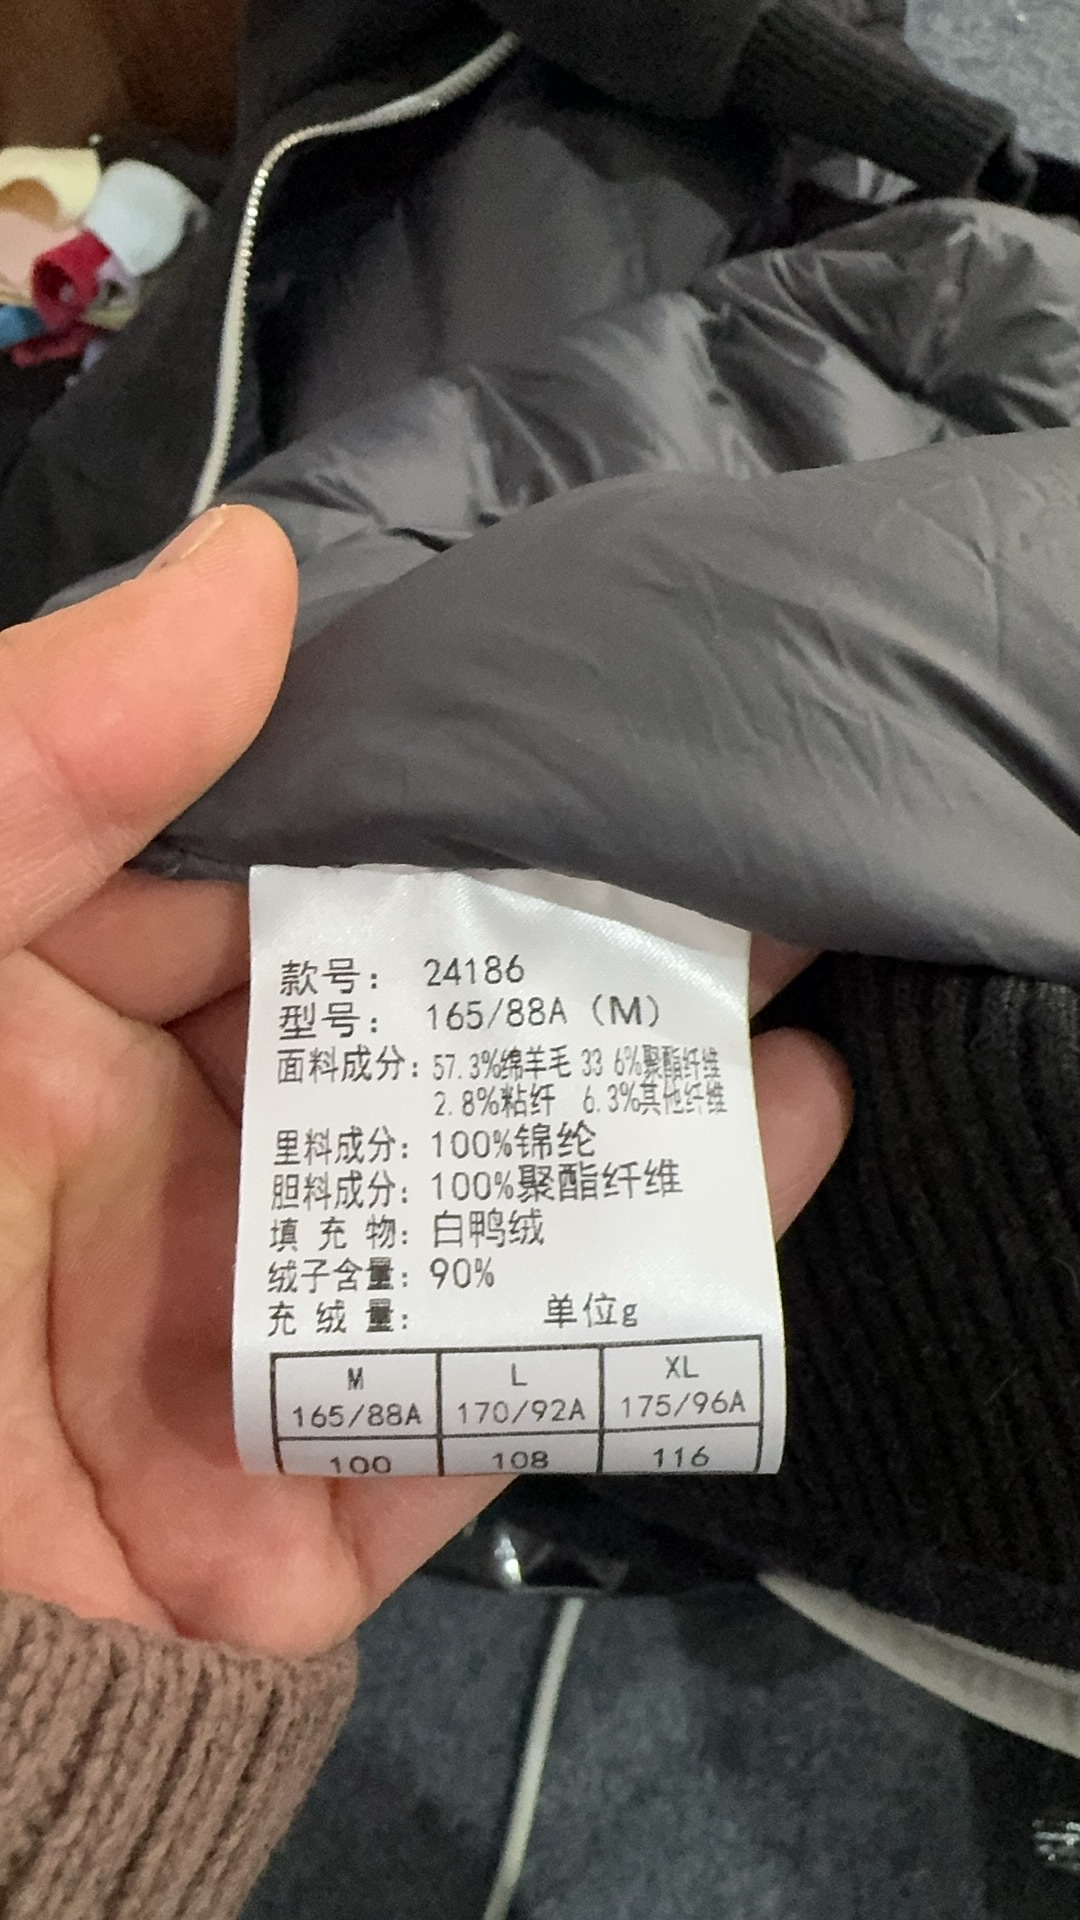 款号： 24186
型号： 165/88A（M）
面料成分：57.3%绵羊毛 33 6%聚酯纤维
2.8%粘纤 6.3%其他纤维
里料成分：100%锦纶
胆料成分：100%聚酯纤维
填 充 物：白鸭绒
绒子含量：90%
充 绒 量： 单位g
M L XL
165/88A 170/92A 175/96A
100 108 116